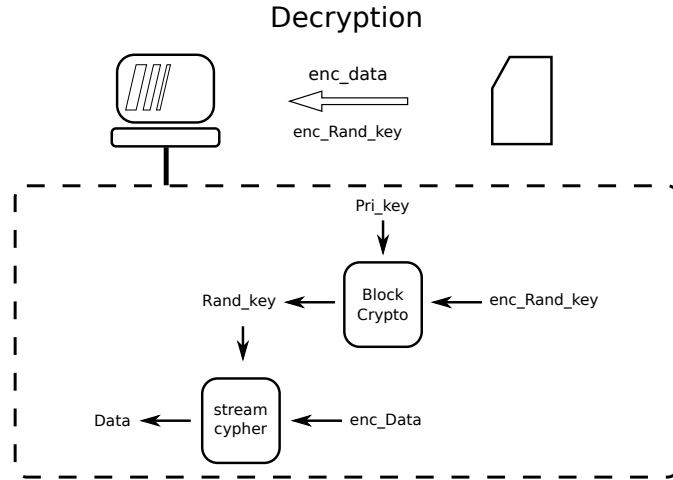 Decryption
enc_data
enc_Rand_key
Pri_key
Block
Crypto
Rand_key
enc_Rand_key
stream
cypher
Data
enc_Data